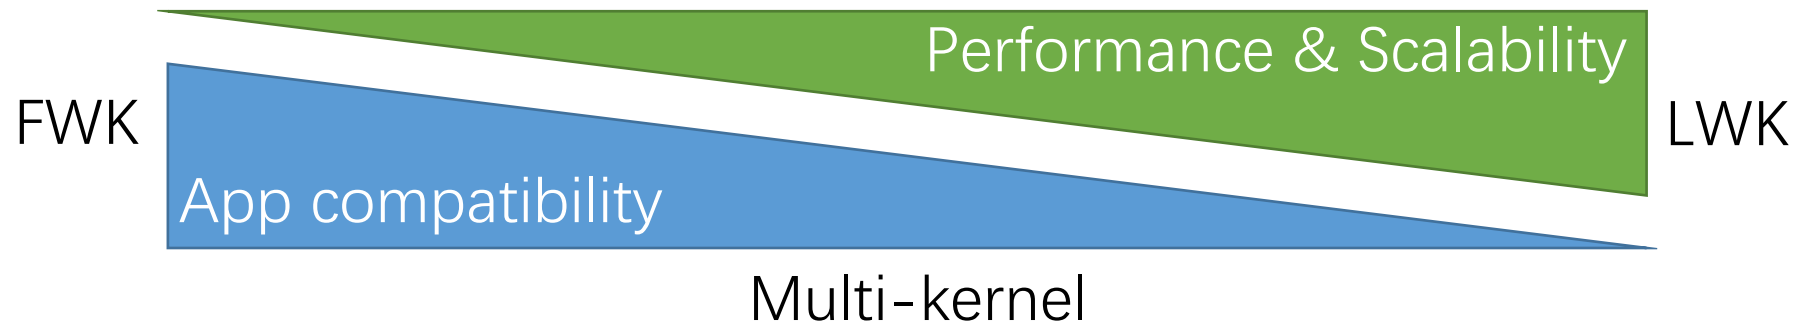 Performance & Scalability
FWK
LWK
App compatibility
Multi-kernel